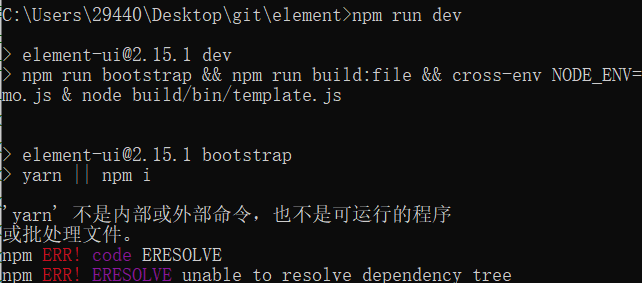 C:\Users\29440\Desktop\git\element>npm run dev
> element-ui@2.15.1 dev
> npm run bootstrap && npm run build:file && cross-env NODE_ENV=
mo.js & node build/bin/template.js
> element-ui@2.15.1 bootstrap
> yarn || npm i
'yarn' 不是内部或外部命令，也不是可运行的程序
或批处理文件。
npm ERR! code ERESOLVE
npm ERR! ERESOLVE unable to resolve dependency tree